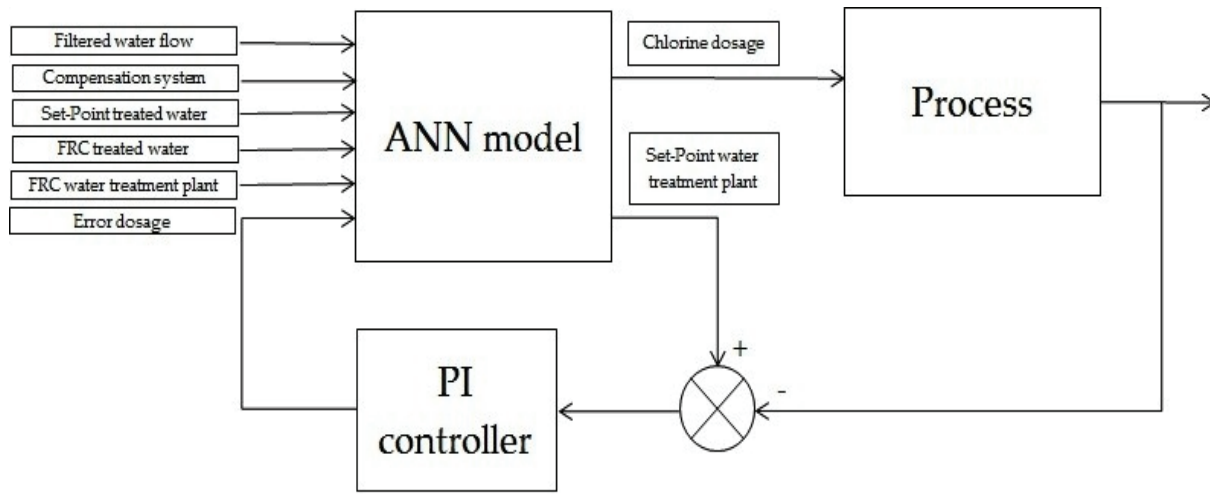 Filtered water flow
Compensation system
Set-Point treated water
FRC treated water
FRC water treatment plant
Error dosage
ANN model
Chlorine dosage
Set-Point water
treatment plant
Process
+
-
PI
controller